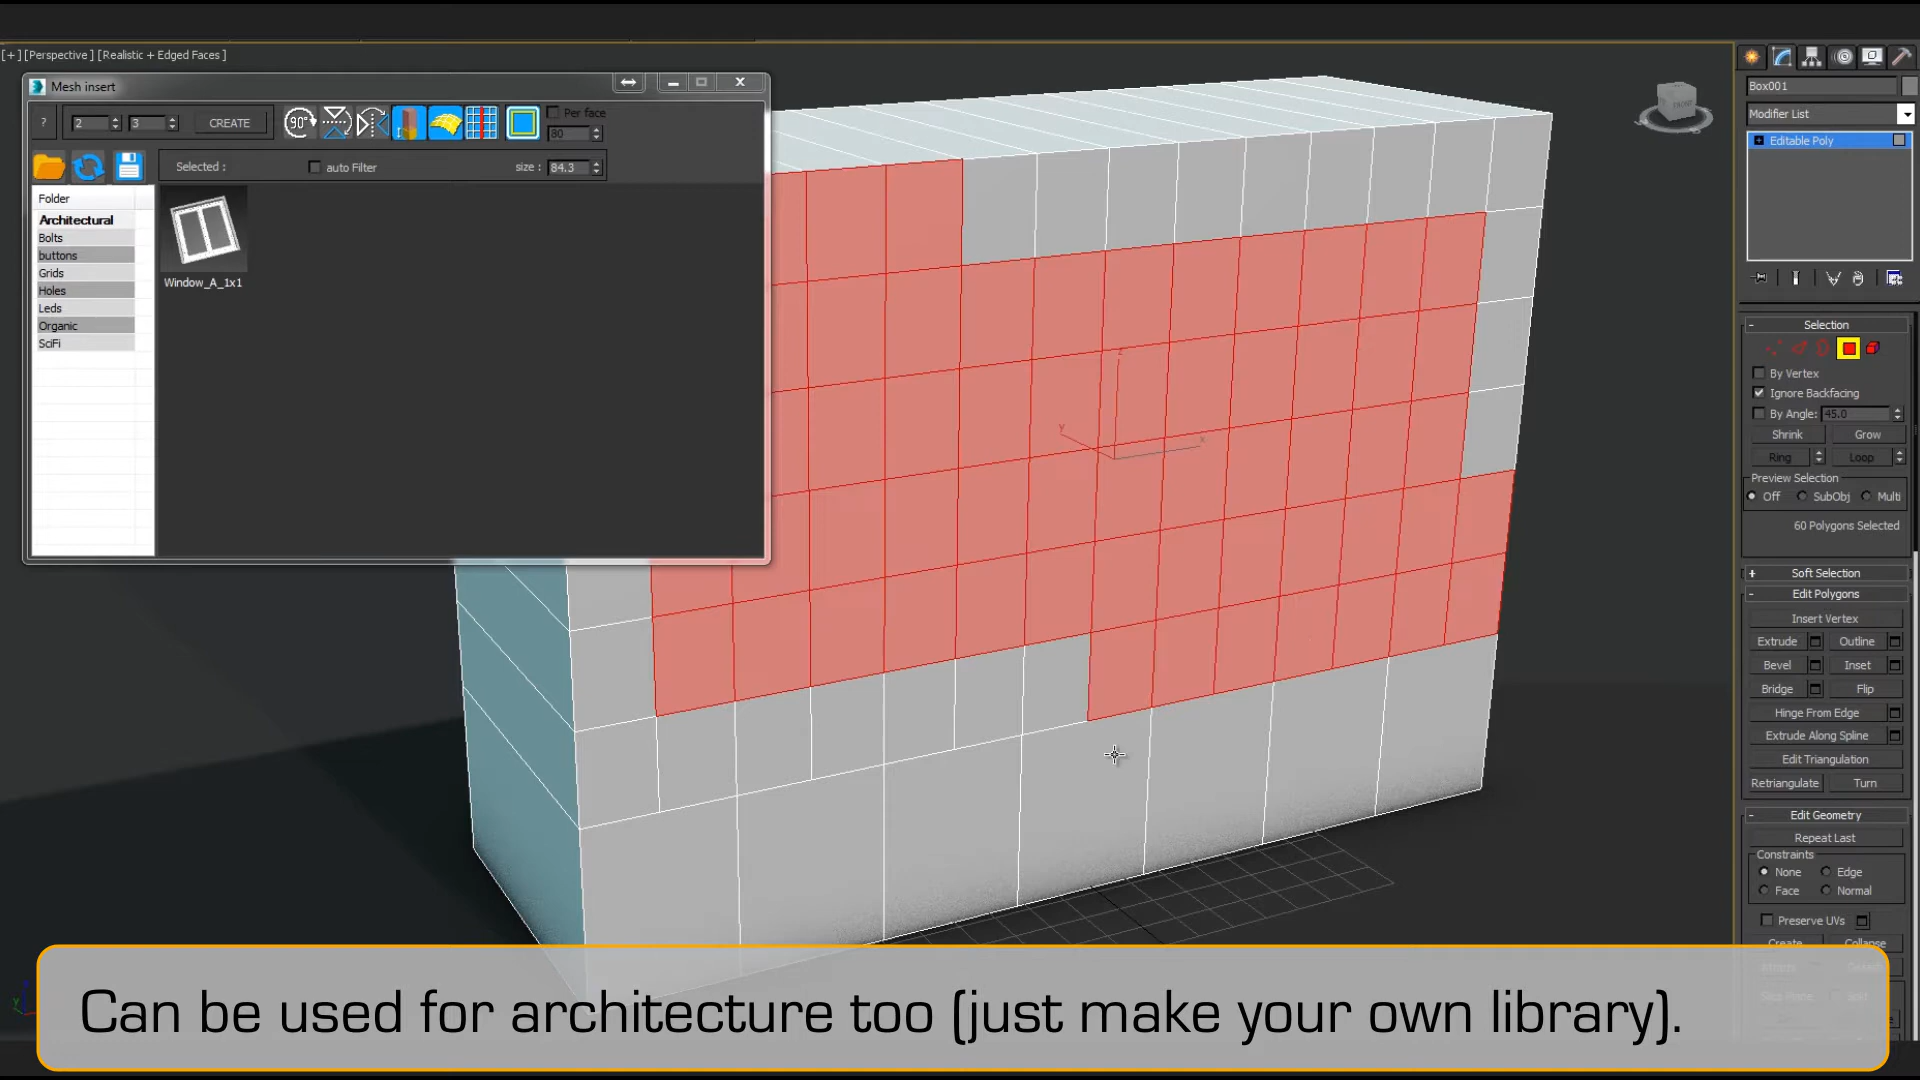 [+] [Perspective ] [Realistic + Edged Faces ]
Mesh insert
? 2 3 CREATE 90° Per face
80
Selected : auto Filter size : 84.3
Folder
Architectural
Bolts
buttons
Grids
Holes
Leds
Organic
SciFi
Window_A_1x1
FRONT
z
y
x
Box001
Modifier List
Editable Poly
- Selection
By Vertex
Ignore Backfacing
By Angle: 45.0
Shrink Grow
Ring Loop
Preview Selection
Off SubObj Multi
60 Polygons Selected
+ Soft Selection
- Edit Polygons
Insert Vertex
Extrude Outline
Bevel Inset
Bridge Flip
Hinge From Edge
Extrude Along Spline
Edit Triangulation
Retriangulate Turn
- Edit Geometry
Repeat Last
Constraints
None Edge
Face Normal
Preserve UVs
Create Collapse
Can be used for architecture too (just make your own library).